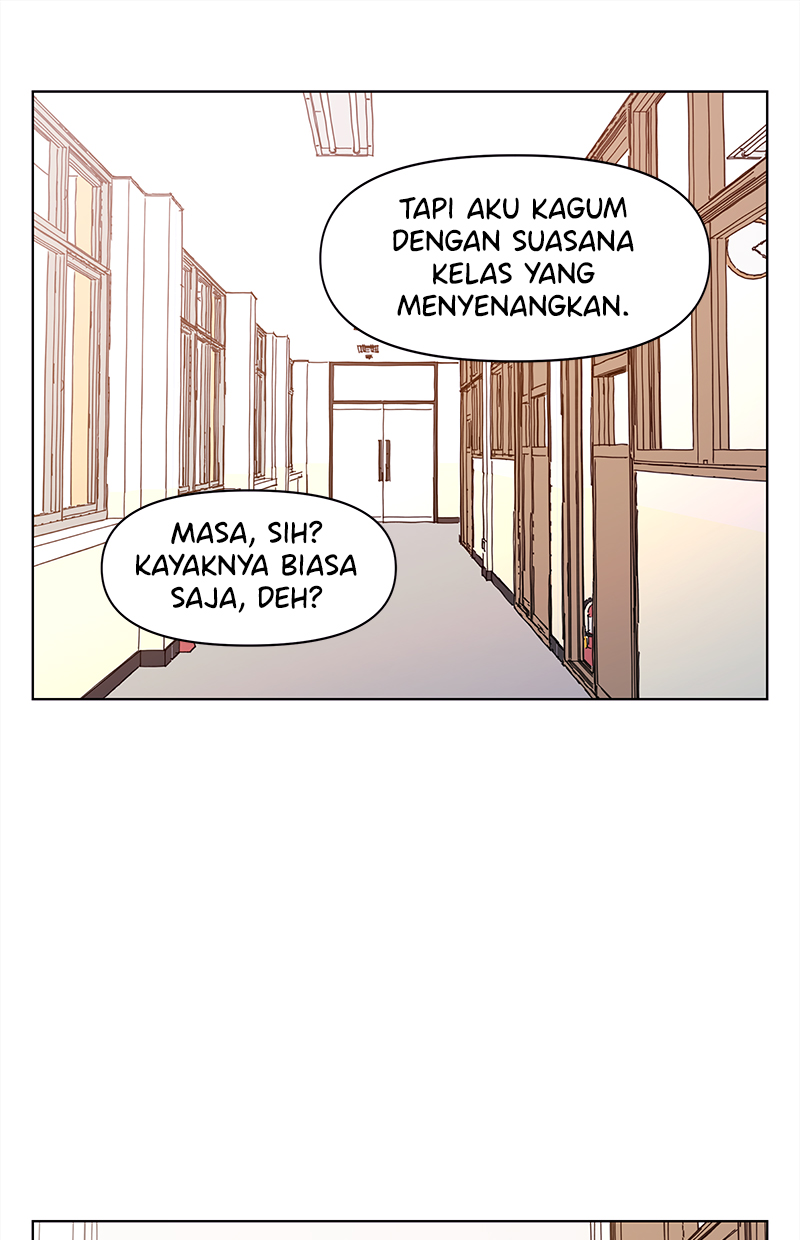 TAPI AKU KAGUM
DENGAN SUASANA
KELAS YANG
MENYENANGKAN.
MASA, SIH?
KAYAKNYA BIASA
SAJA, DEH?